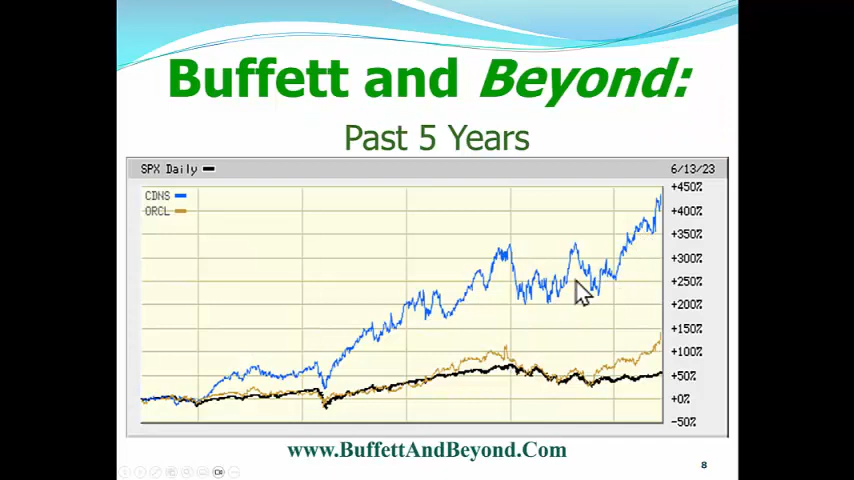 Buffett and Beyond:
Past 5 Years
SPX Daily
6/13/23
CDNS
ORCL
+450%
+400%
+350%
+300%
+250%
+200%
+150%
+100%
+50%
+0%
-50%
www.BuffettAndBeyond.Com
8